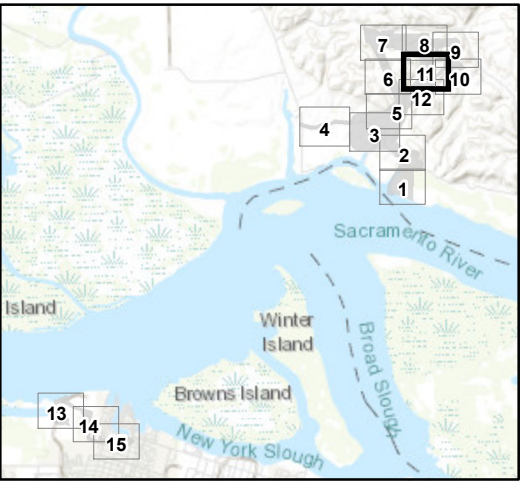 7
8
9
6
11
10
12
5
4
3
2
1
Sacramento River
Island
Winter
Island
Broad Slough
Browns Island
13
14
15
New York Slough